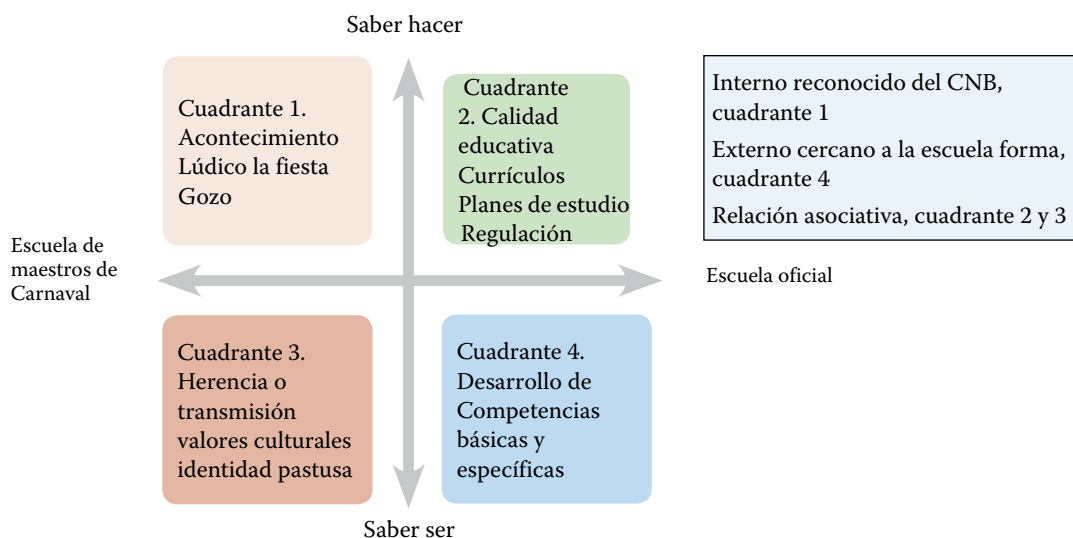 Saber hacer
Cuadrante 1.
Acontecimiento
Lúdico la fiesta
Gozo
Cuadrante
2. Calidad
educativa
Currículos
Planes de estudio
Regulación
Interno reconocido del CNB,
cuadrante 1
Externo cercano a la escuela forma,
cuadrante 4
Relación asociativa, cuadrante 2 y 3
Escuela de
maestros de
Carnaval
Escuela oficial
Cuadrante 3.
Herencia o
transmisión
valores culturales
identidad pastusa
Cuadrante 4.
Desarrollo de
Competencias
básicas y
específicas
Saber ser